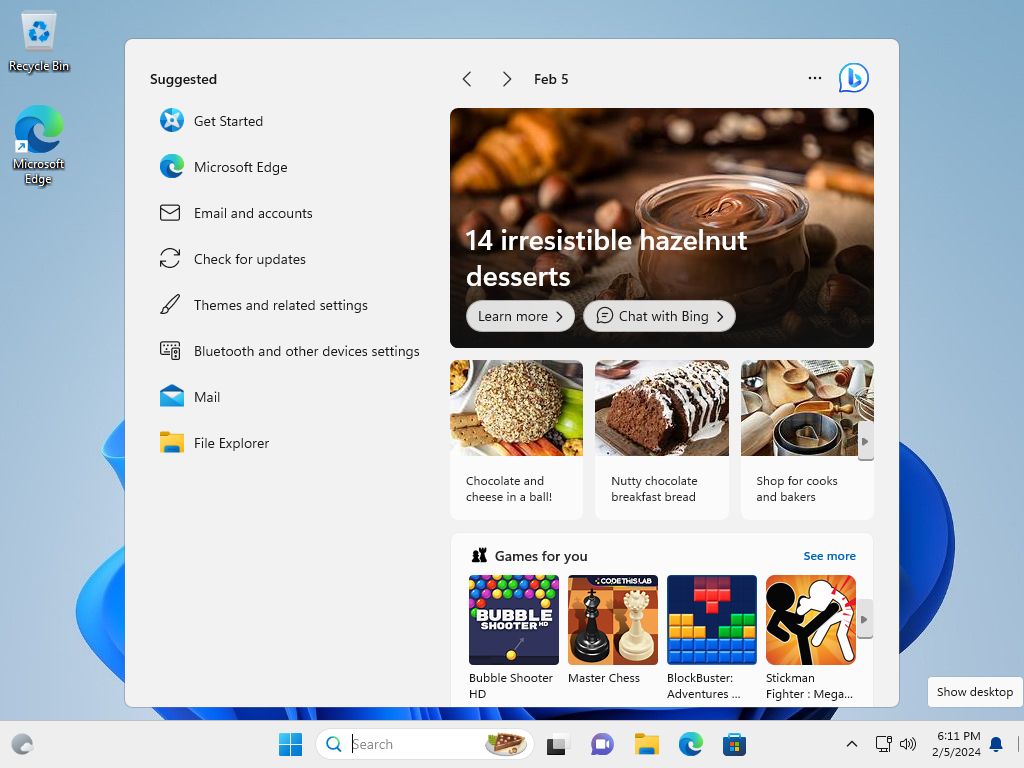 Recycle Bin
Microsoft
Edge
Suggested
Get Started
Microsoft Edge
Email and accounts
Check for updates
Themes and related settings
Bluetooth and other devices settings
Mail
File Explorer
Feb 5
14 irresistible hazelnut
desserts
Learn more
Chat with Bing
Chocolate and
cheese in a ball!
Nutty chocolate
breakfast bread
Shop for cooks
and bakers
Games for you
See more
BUBBLE
SHOOTER HD
CODETHISLAB
Bubble Shooter
HD
Master Chess
BlockBuster:
Adventures ...
Stickman
Fighter : Mega...
Show desktop
Search
6:11 PM
2/5/2024